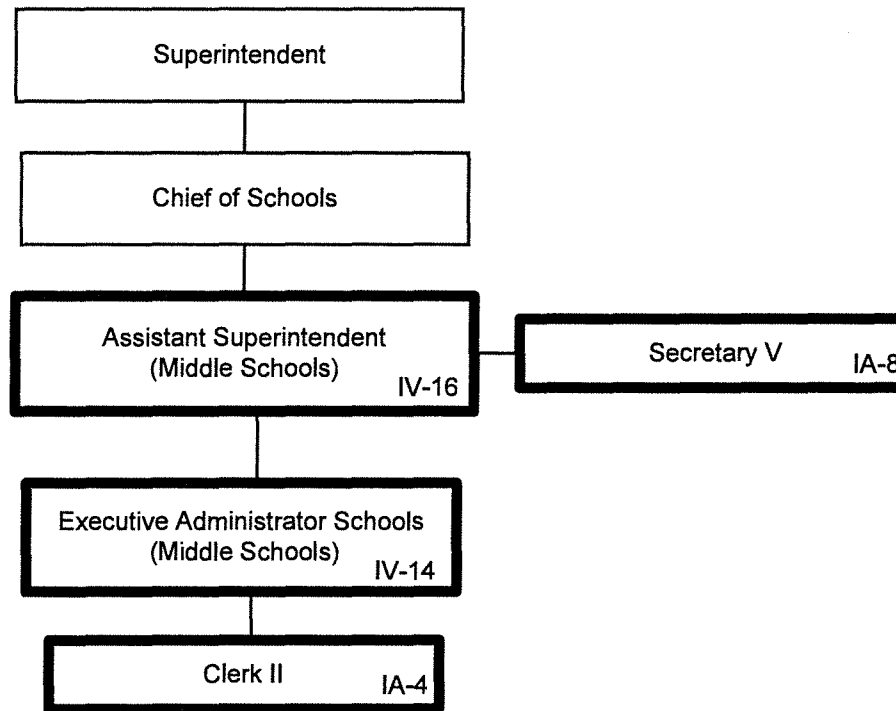 Superintendent
Chief of Schools
Assistant Superintendent
(Middle Schools)
IV-16
Secretary V
IA-8
Executive Administrator Schools
(Middle Schools)
IV-14
Clerk II
IA-4